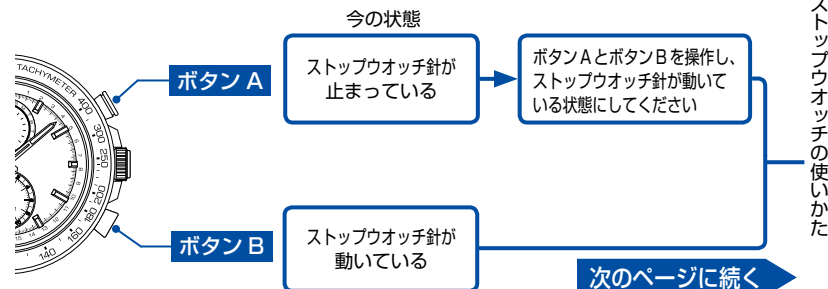 今の状態
ボタン A
ストップウオッチ針が
止まっている
ボタンAとボタンBを操作し、
ストップウオッチ針が動いて
いる状態にしてください
ボタン B
ストップウオッチ針が
動いている
次のページに続く
ストップウオッチの使いかた
TACHYMETER 400 300 250 200 180 160 140